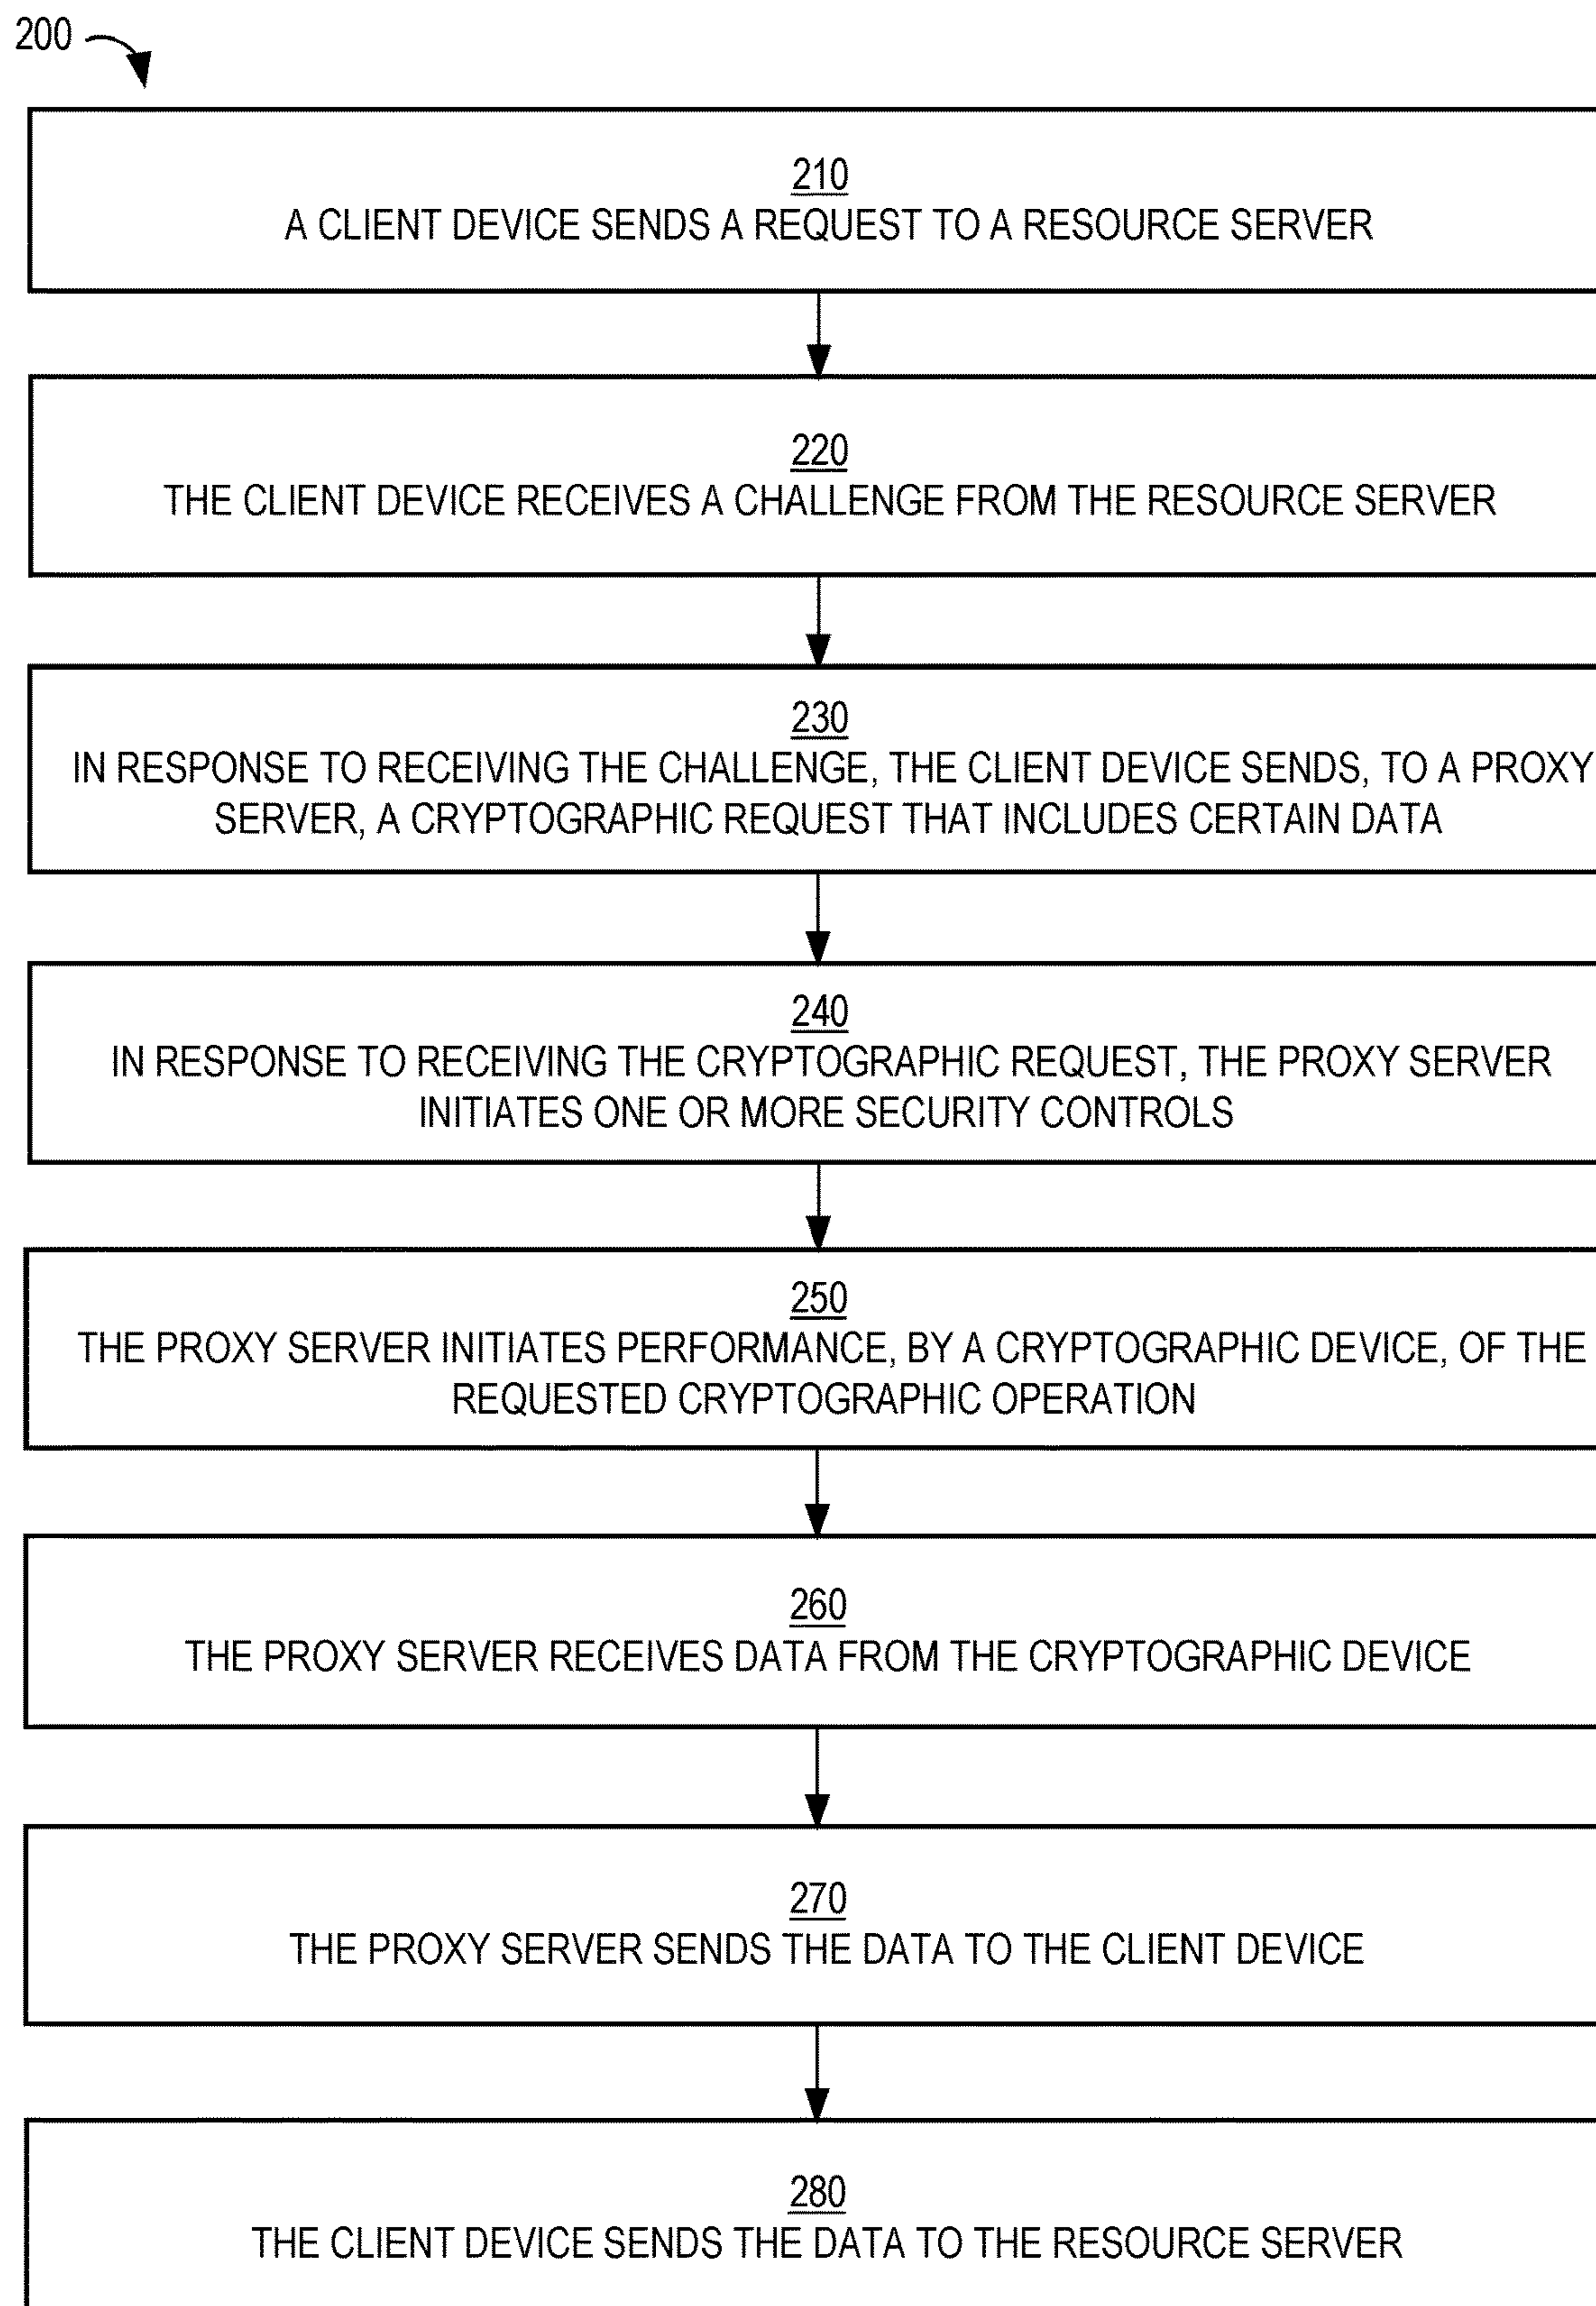 200
210
A CLIENT DEVICE SENDS A REQUEST TO A RESOURCE SERVER
220
THE CLIENT DEVICE RECEIVES A CHALLENGE FROM THE RESOURCE SERVER
230
IN RESPONSE TO RECEIVING THE CHALLENGE, THE CLIENT DEVICE SENDS, TO A PROXY
SERVER, A CRYPTOGRAPHIC REQUEST THAT INCLUDES CERTAIN DATA
240
IN RESPONSE TO RECEIVING THE CRYPTOGRAPHIC REQUEST, THE PROXY SERVER
INITIATES ONE OR MORE SECURITY CONTROLS
250
THE PROXY SERVER INITIATES PERFORMANCE, BY A CRYPTOGRAPHIC DEVICE, OF THE
REQUESTED CRYPTOGRAPHIC OPERATION
260
THE PROXY SERVER RECEIVES DATA FROM THE CRYPTOGRAPHIC DEVICE
270
THE PROXY SERVER SENDS THE DATA TO THE CLIENT DEVICE
280
THE CLIENT DEVICE SENDS THE DATA TO THE RESOURCE SERVER